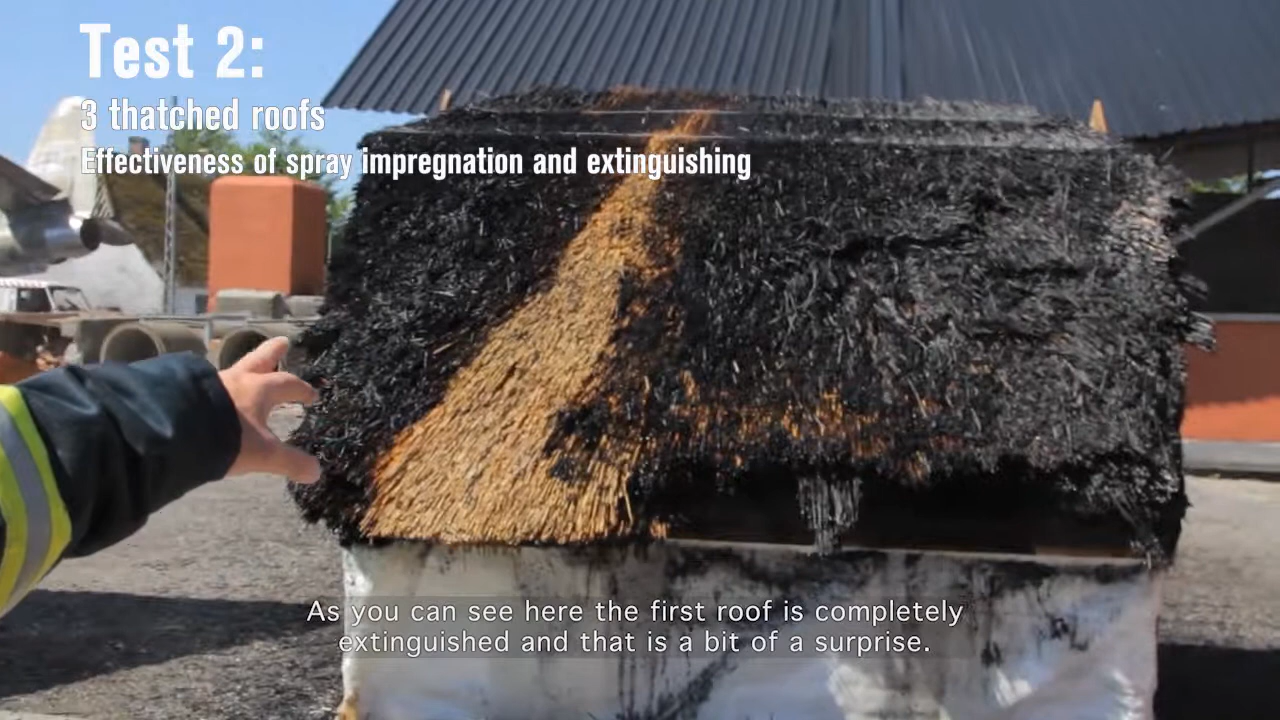 Test 2:
3 thatched roofs
Effectiveness of spray impregnation and extinguishing
As you can see here the first roof is completely
extinguished and that is a bit of a surprise.